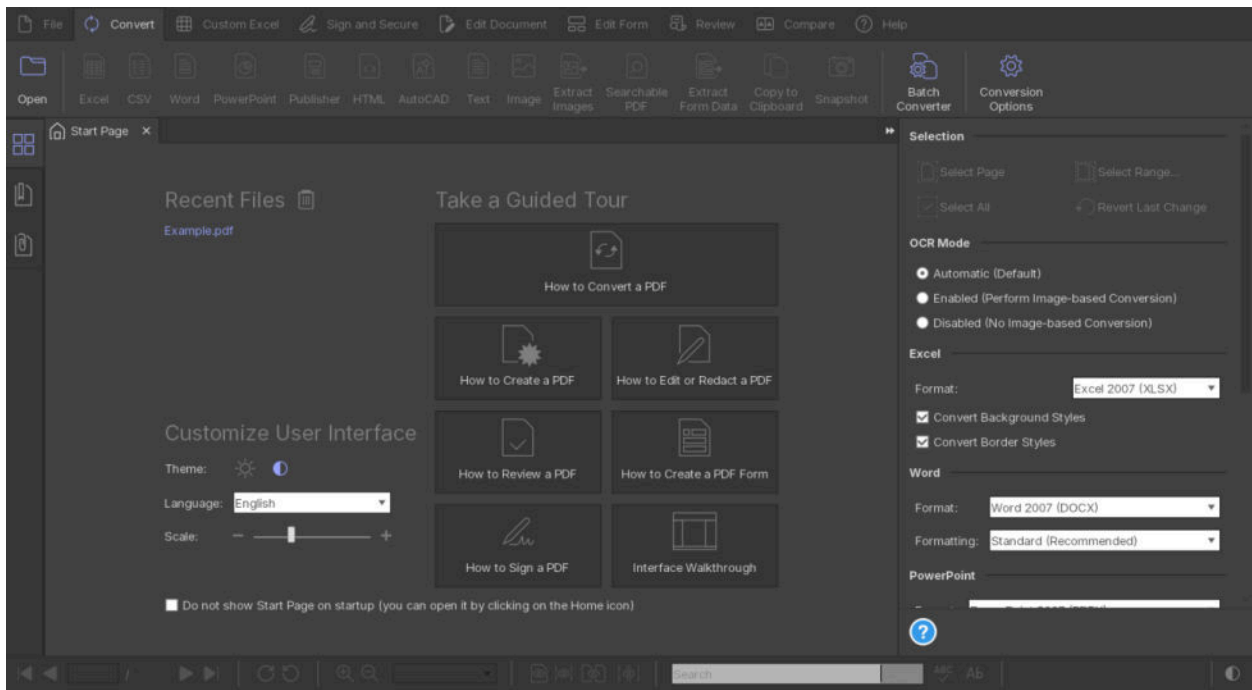 File Convert Custom Excel Sign and Secure Edit Document Edit Form Review Compare Help
Open Excel CSV Word PowerPoint Publisher HTML AutoCAD Text Image Extract Images Searchable PDF Extract Form Data Copy to Clipboard Snapshot Batch Converter Conversion Options
Start Page
Recent Files
Example.pdf
Customize User Interface
Theme:
Language: English
Scale:
Take a Guided Tour
How to Convert a PDF
How to Create a PDF How to Edit or Redact a PDF
How to Review a PDF How to Create a PDF Form
How to Sign a PDF Interface Walkthrough
Do not show Start Page on startup (you can open it by clicking on the Home icon)
Selection
Select Page Select Range...
Select All Revert Last Change
OCR Mode
Automatic (Default)
Enabled (Perform Image-based Conversion)
Disabled (No Image-based Conversion)
Excel
Format: Excel 2007 (XLSX)
Convert Background Styles
Convert Border Styles
Word
Format: Word 2007 (DOCX)
Formatting: Standard (Recommended)
PowerPoint
/ Search ABC Ab